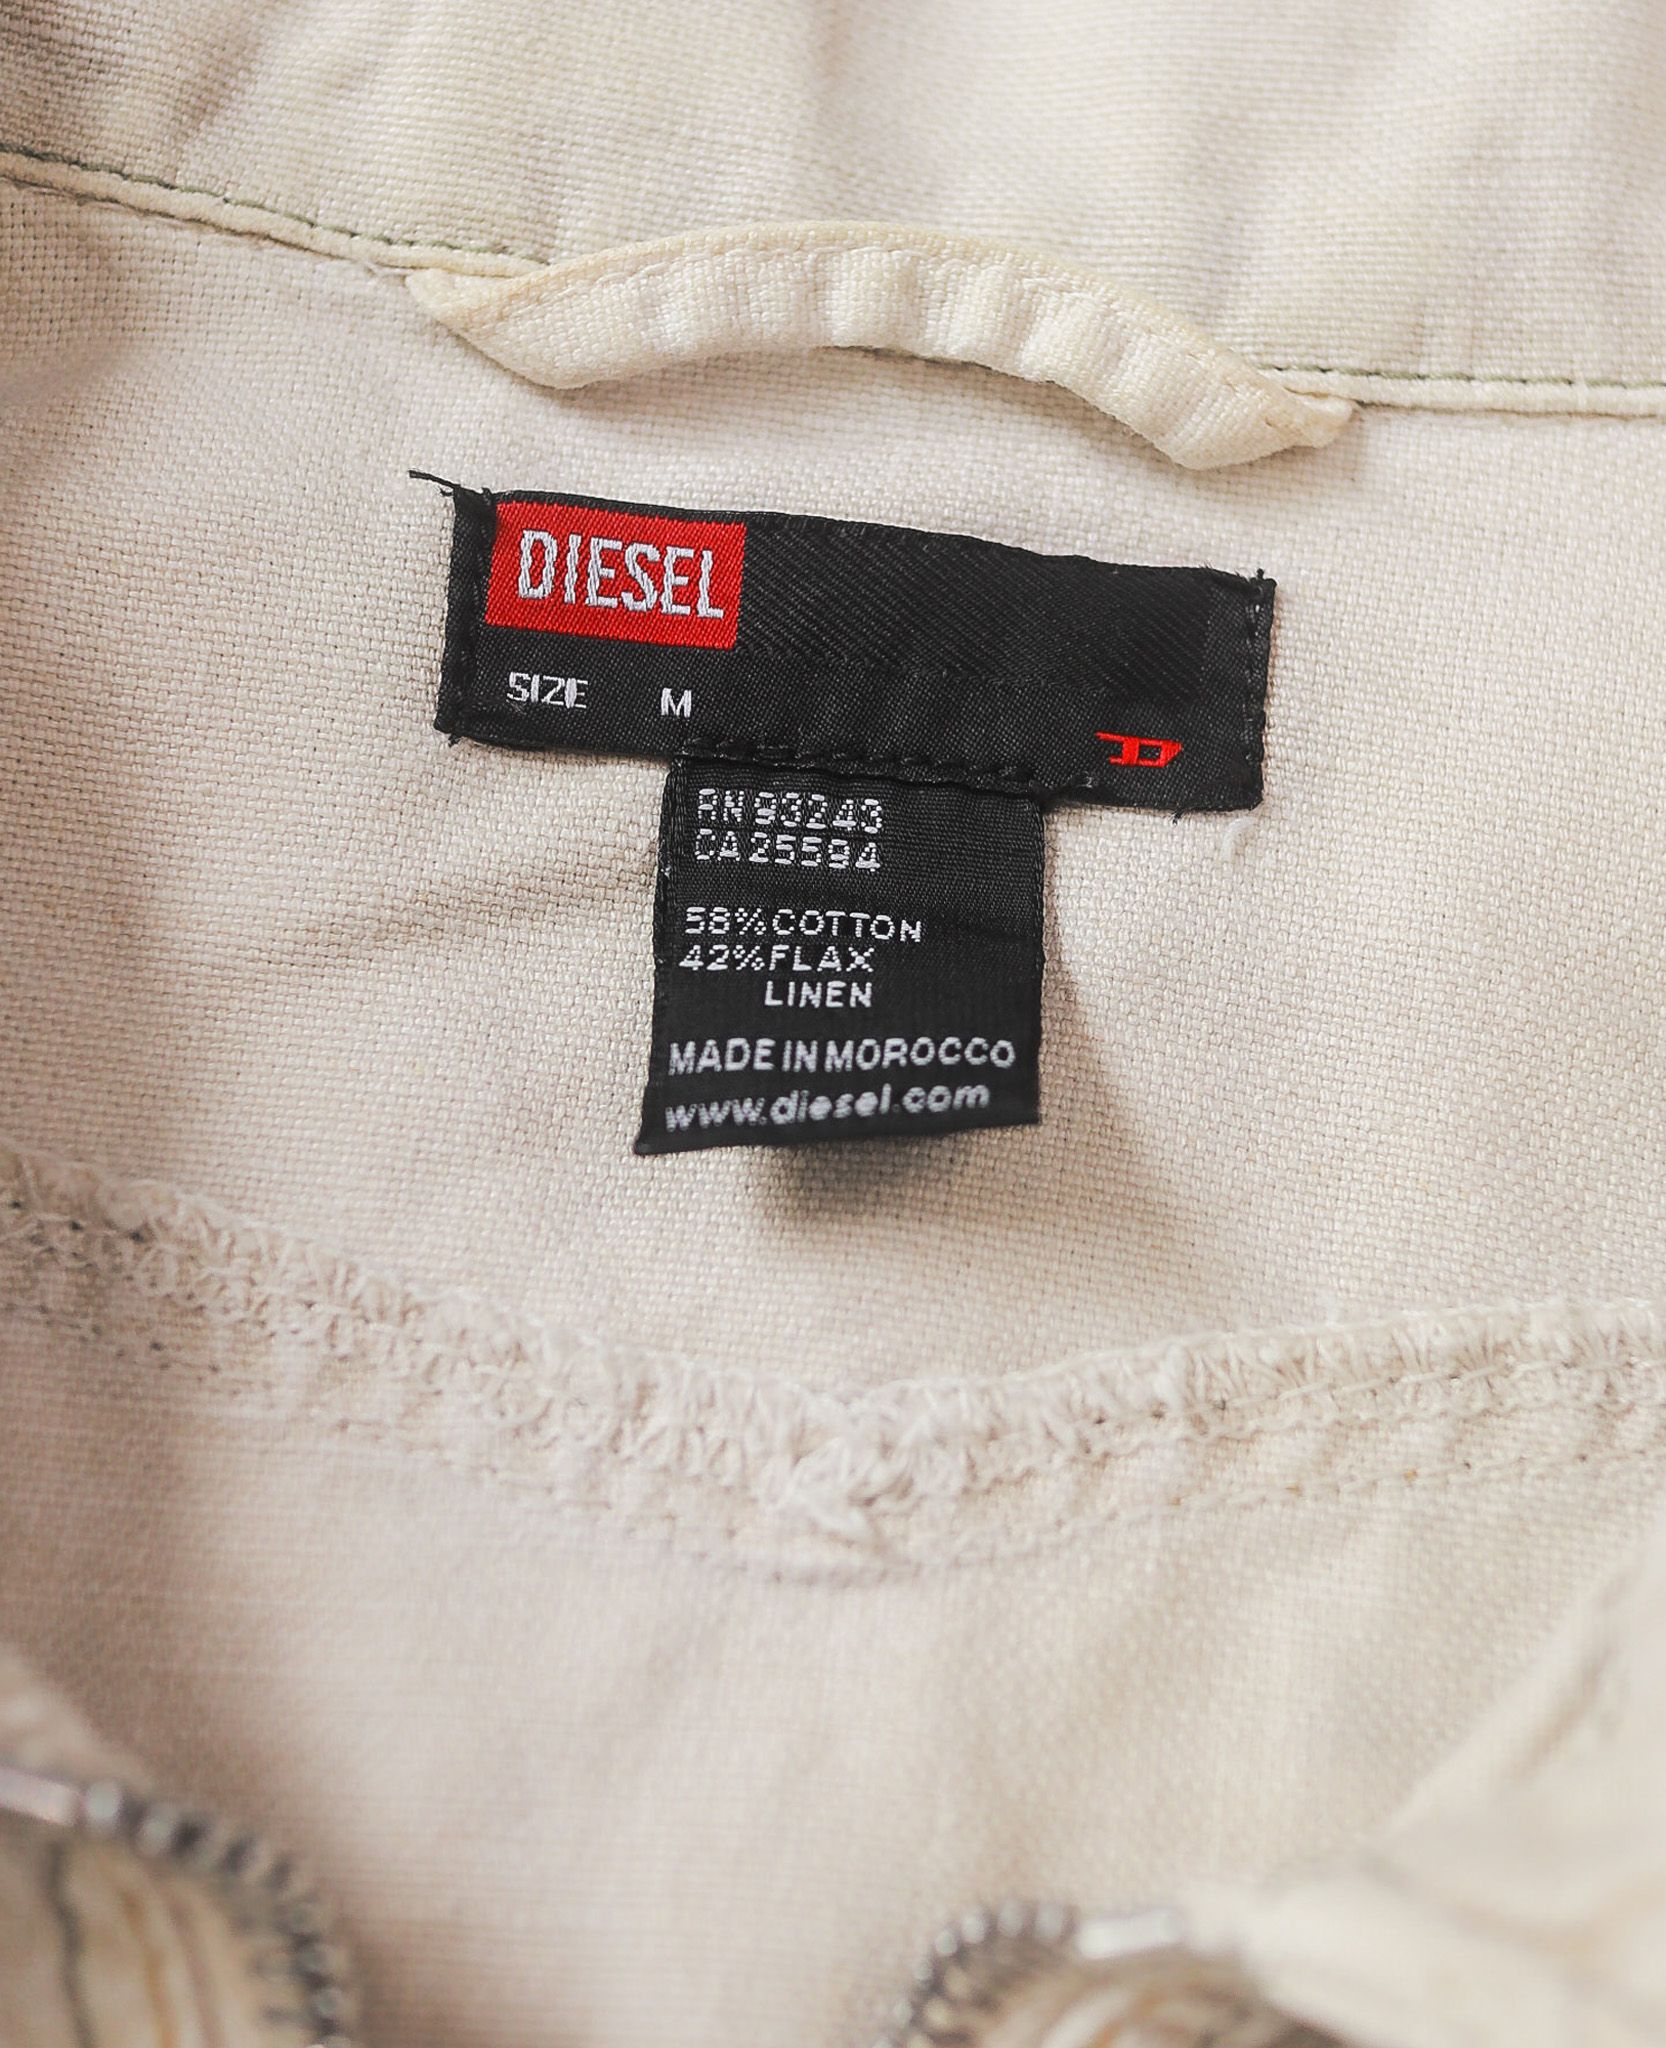 DIESEL
SIZE M
RN 93243
CA 25594
58% COTTON
42% FLAX
LINEN
MADE IN MOROCCO
www.diesel.com